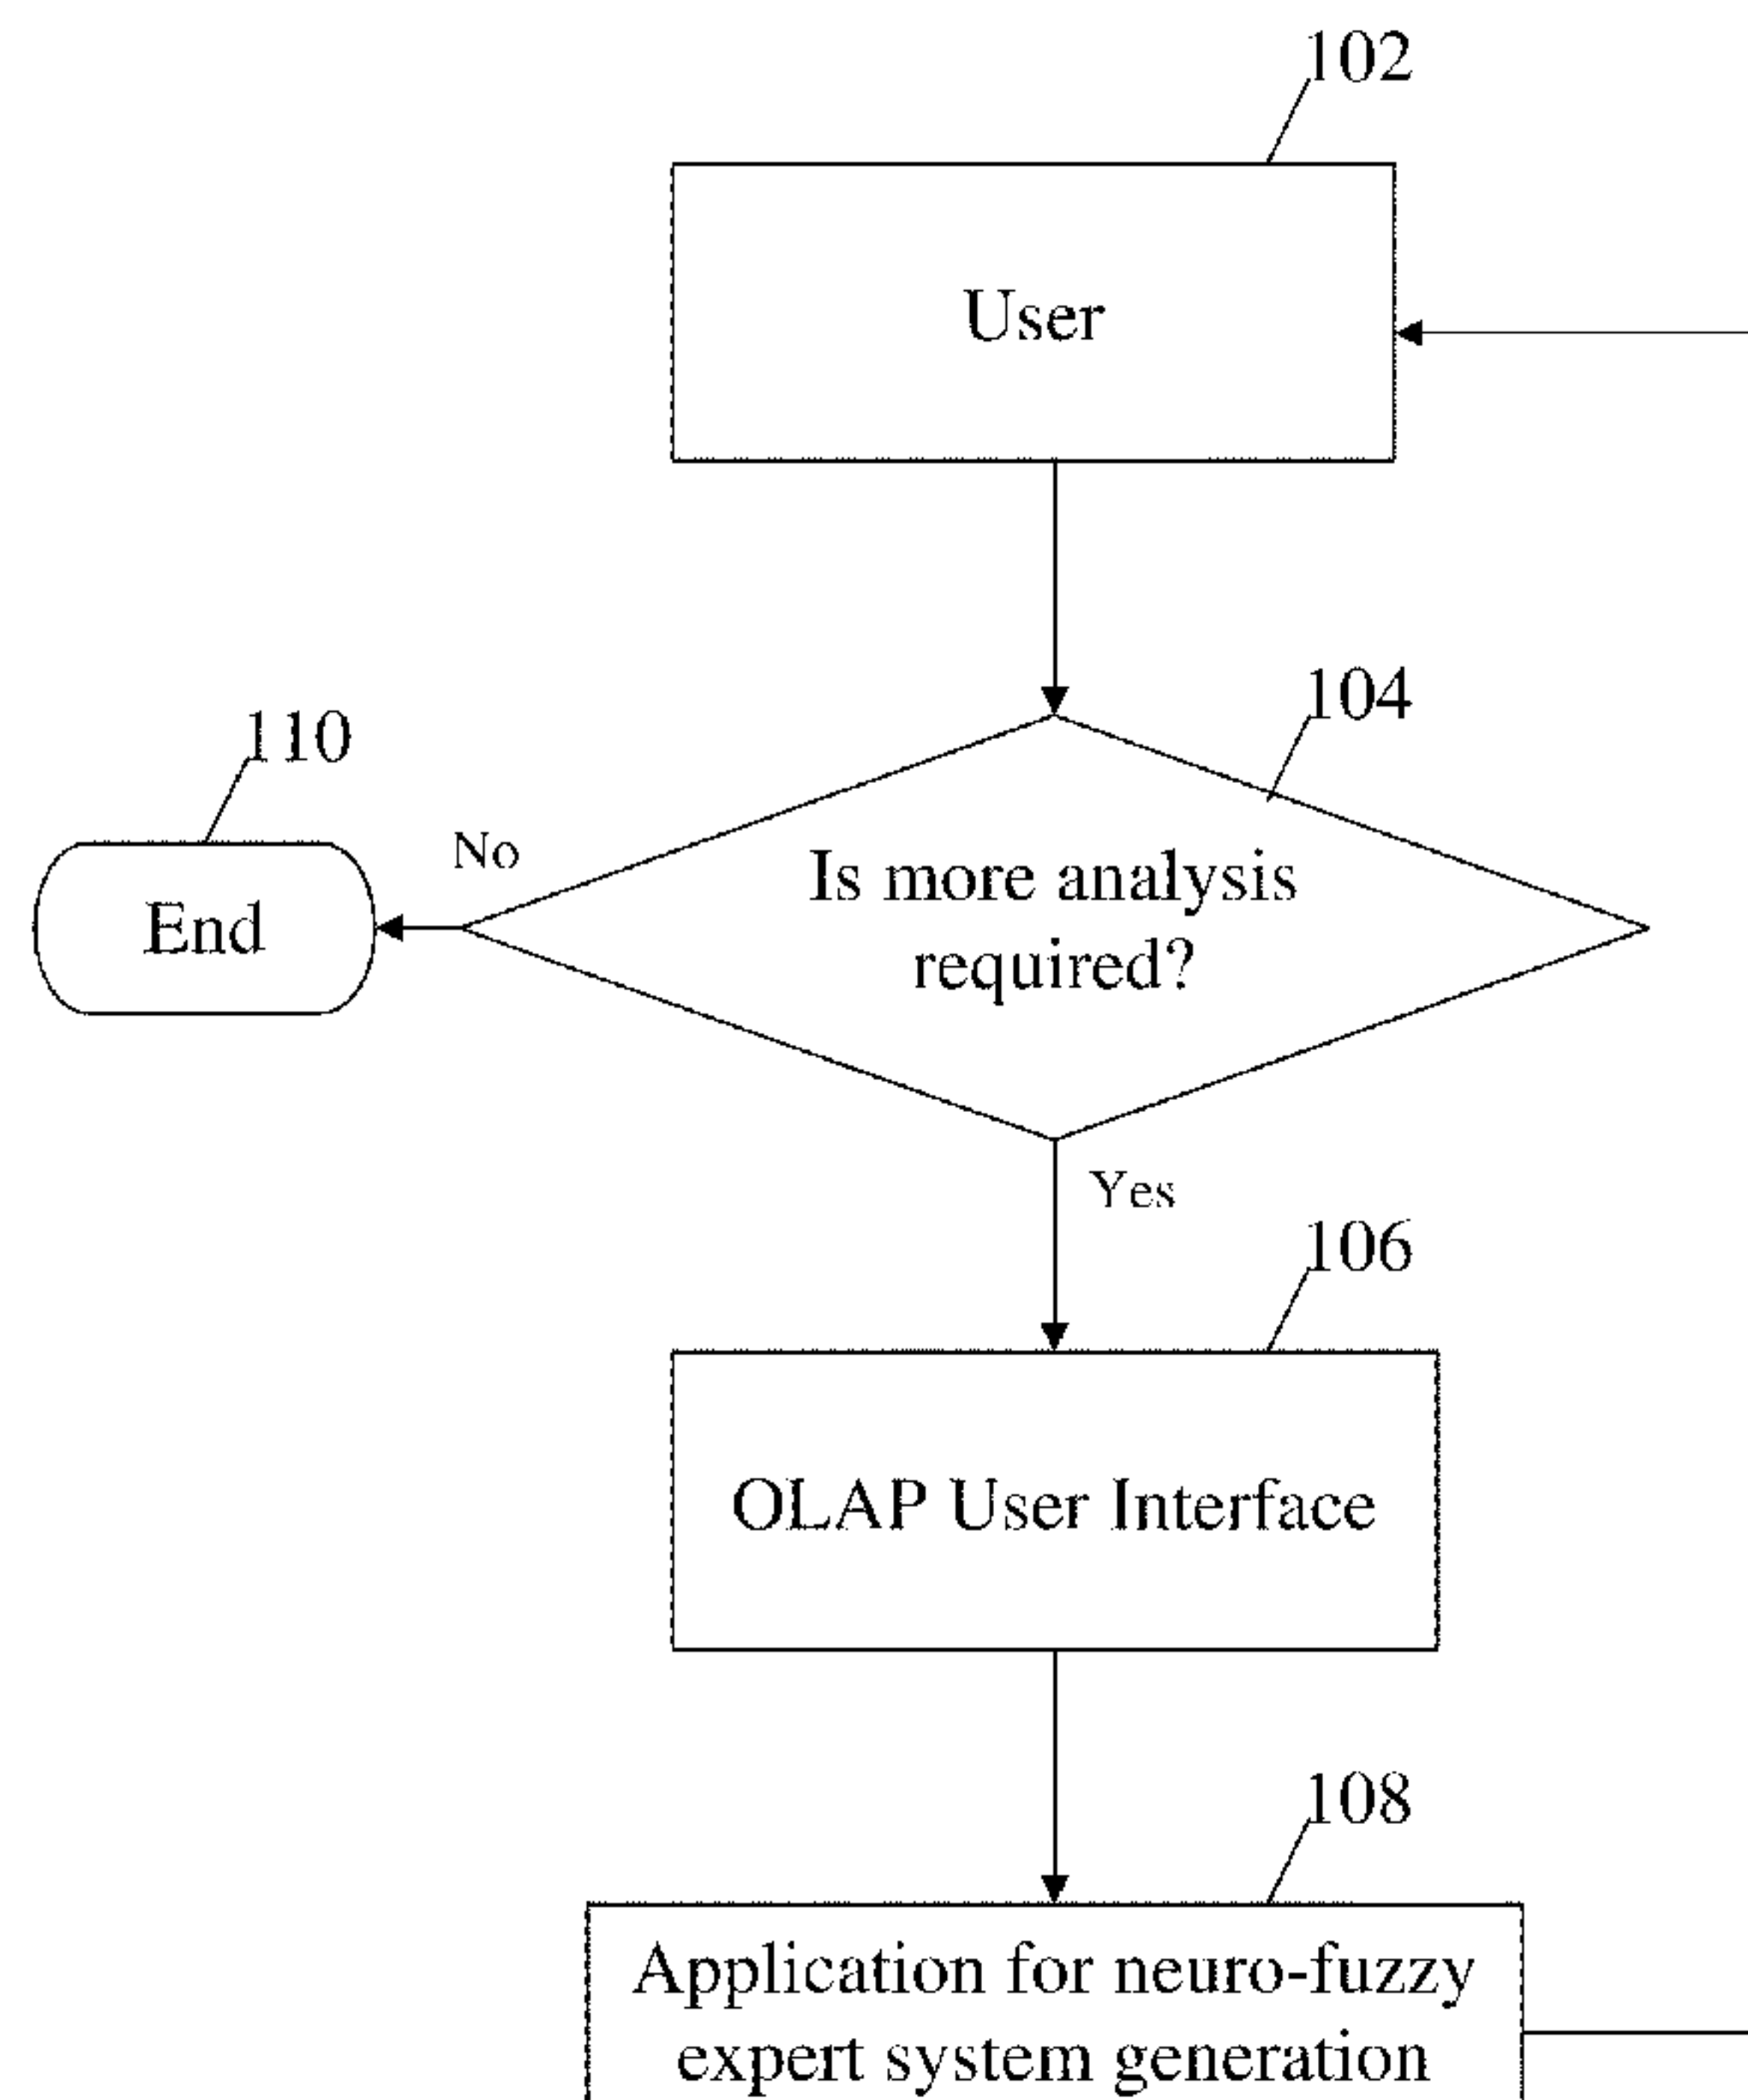 102
User
104
110
No
Is more analysis
End
required?
Yes
106
OLAP User Interface
108
Application for neuro-fuzzy
expert system generation